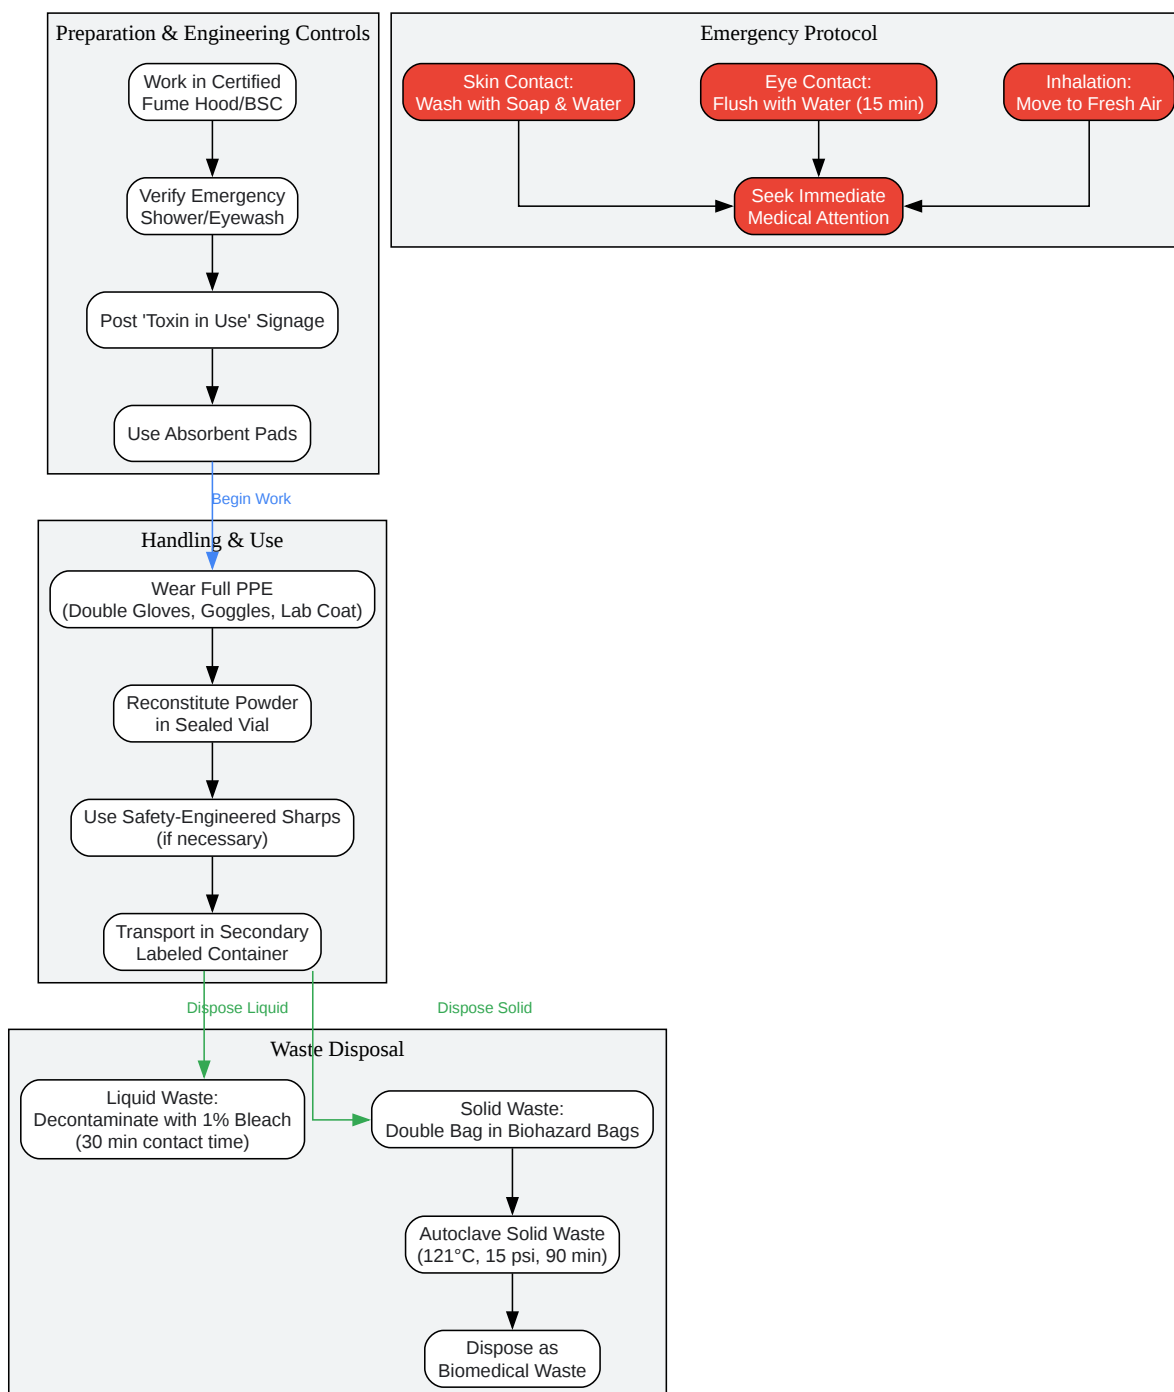 Preparation & Engineering Controls
Work in Certified
Fume Hood/BSC
Verify Emergency
Shower/Eyewash
Post 'Toxin in Use' Signage
Use Absorbent Pads
Emergency Protocol
Skin Contact:
Wash with Soap & Water
Eye Contact:
Flush with Water (15 min)
Inhalation:
Move to Fresh Air
Seek Immediate
Medical Attention
Begin Work
Handling & Use
Wear Full PPE
(Double Gloves, Goggles, Lab Coat)
Reconstitute Powder
in Sealed Vial
Use Safety-Engineered Sharps
(if necessary)
Transport in Secondary
Labeled Container
Dispose Liquid
Dispose Solid
Waste Disposal
Liquid Waste:
Decontaminate with 1% Bleach
(30 min contact time)
Solid Waste:
Double Bag in Biohazard Bags
Autoclave Solid Waste
(121°C, 15 psi, 90 min)
Dispose as
Biomedical Waste